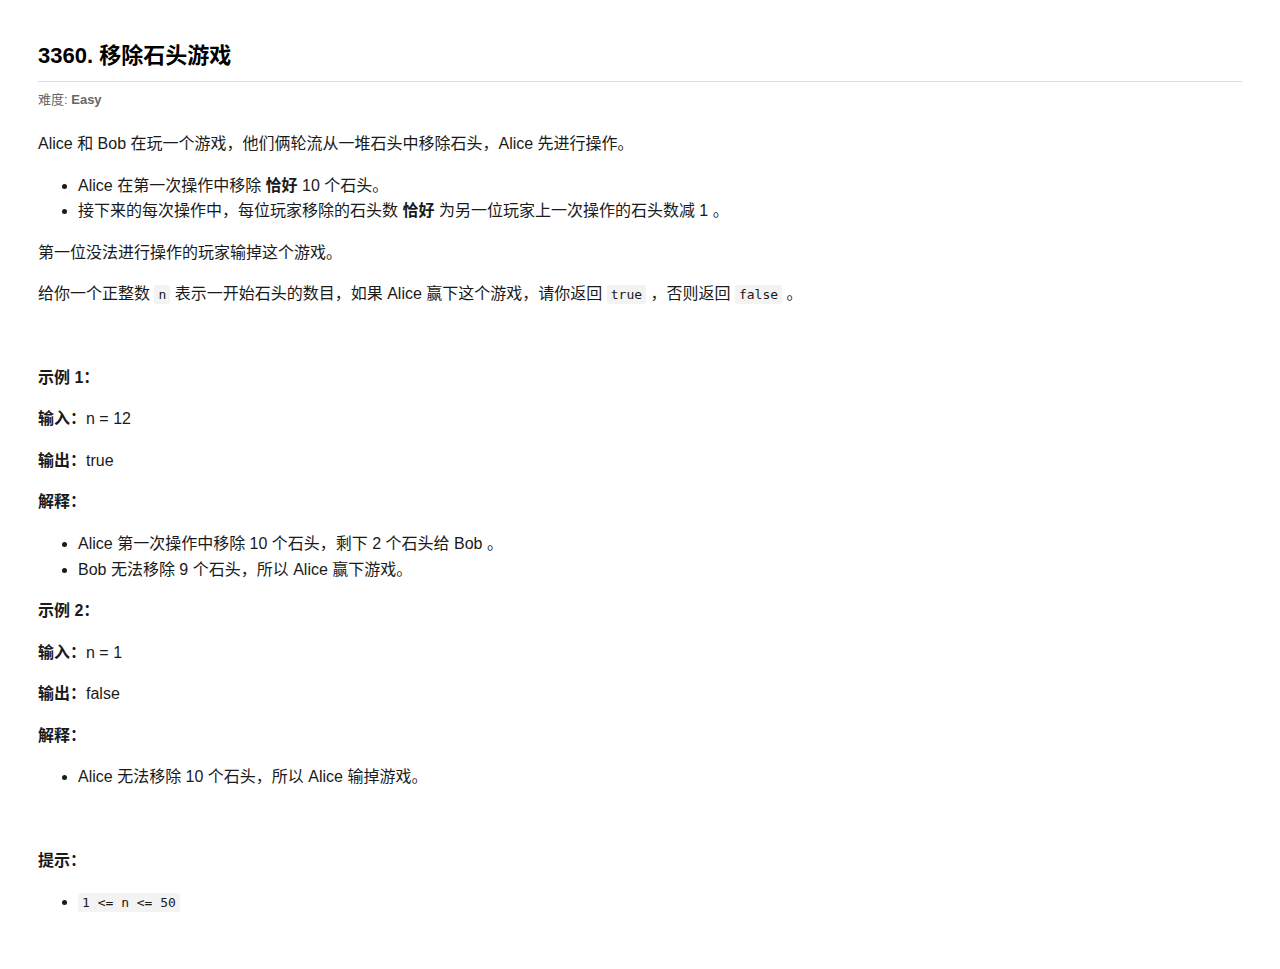 3360. 移除石头游戏
难度: Easy
Alice 和 Bob 在玩一个游戏，他们俩轮流从一堆石头中移除石头，Alice 先进行操作。
Alice 在第一次操作中移除 恰好 10 个石头。
接下来的每次操作中，每位玩家移除的石头数 恰好 为另一位玩家上一次操作的石头数减 1 。
第一位没法进行操作的玩家输掉这个游戏。
给你一个正整数 n 表示一开始石头的数目，如果 Alice 赢下这个游戏，请你返回 true ，否则返回 false 。
示例 1：
输入：n = 12
输出：true
解释：
Alice 第一次操作中移除 10 个石头，剩下 2 个石头给 Bob 。
Bob 无法移除 9 个石头，所以 Alice 赢下游戏。
示例 2：
输入：n = 1
输出：false
解释：
Alice 无法移除 10 个石头，所以 Alice 输掉游戏。
提示：
1 <= n <= 50